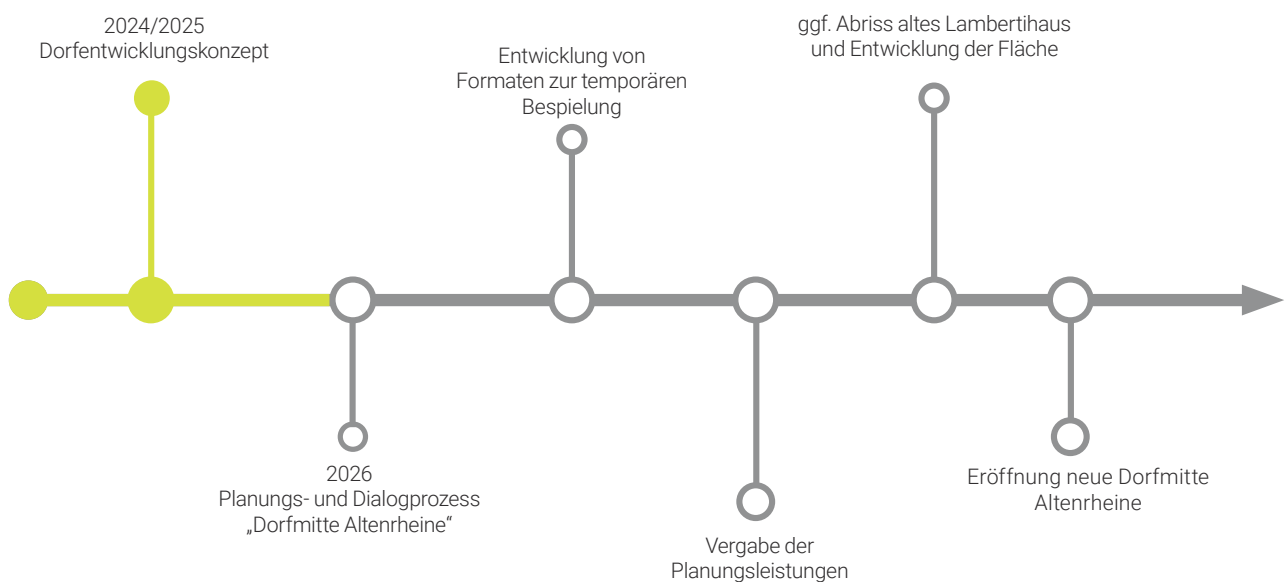 2024/2025
Dorfentwicklungskonzept
2026
Planungs- und Dialogprozess
„Dorfmitte Altenrheine“
Entwicklung von
Formaten zur temporären
Bespielung
Vergabe der
Planungsleistungen
ggf. Abriss altes Lambertihaus
und Entwicklung der Fläche
Eröffnung neue Dorfmitte
Altenrheine